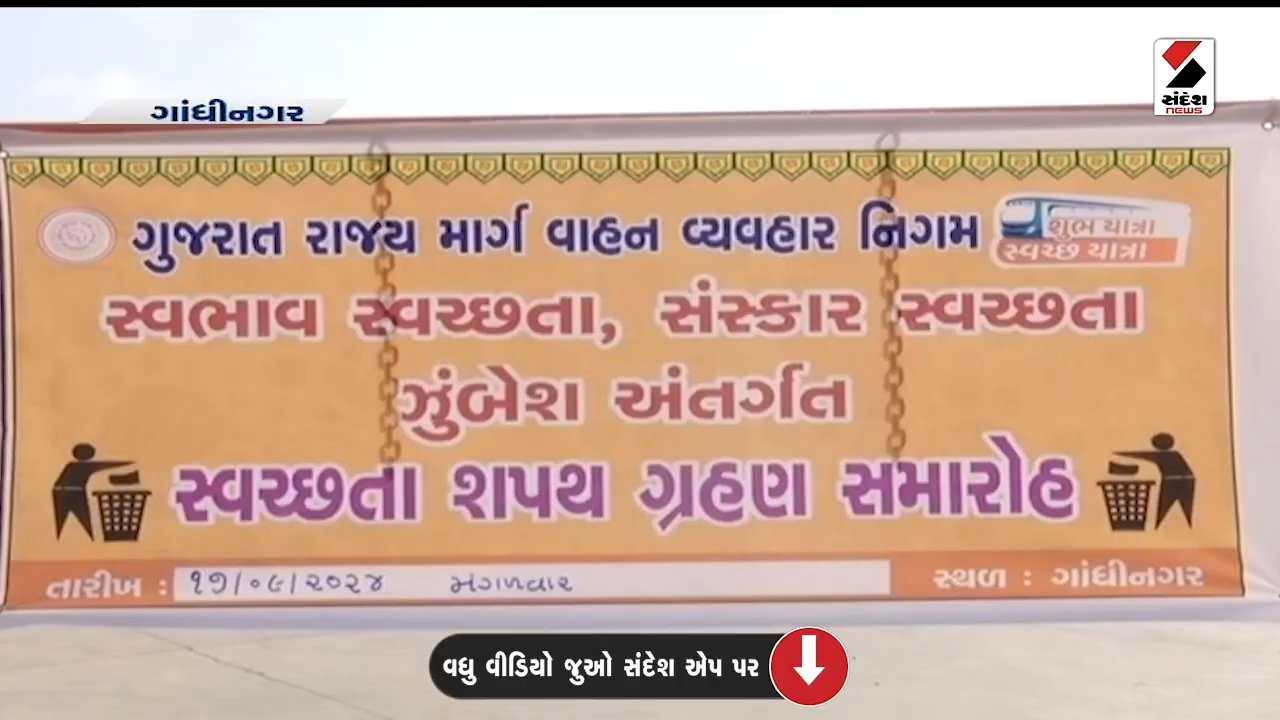 સંદેશ
NEWS
ગાંધીનગર
ગુજરાત રાજ્ય માર્ગ વાહન વ્યવહાર નિગમ
શુભ યાત્રા
સ્વચ્છ યાત્રા
સ્વભાવ સ્વચ્છતા, સંસ્કાર સ્વચ્છતા
ઝુંબેશ અંતર્ગત
સ્વચ્છતા શપથ ગ્રહણ સમારોહ
તારીખ : ૧૭/૦૯/૨૦૨૪ મંગળવાર સ્થળ : ગાંધીનગર
વધુ વીડિયો જુઓ સંદેશ એપ પર